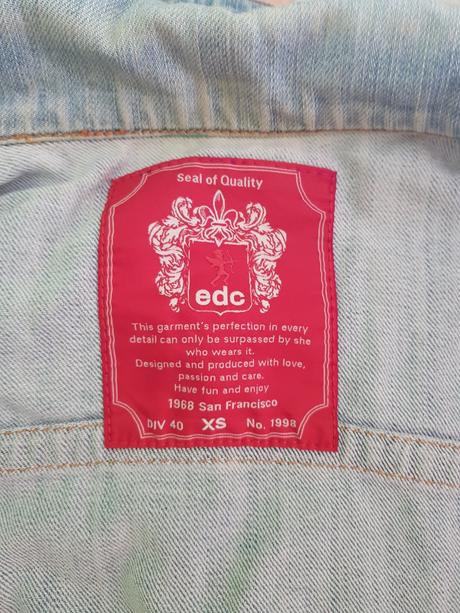 Seal of Quality
edc
This garment's perfection in every
detail can only be surpassed by she
who wears it.
Designed and produced with love,
passion and care.
Have fun and enjoy
1968 San Francisco
DIV 40 XS No. 1998